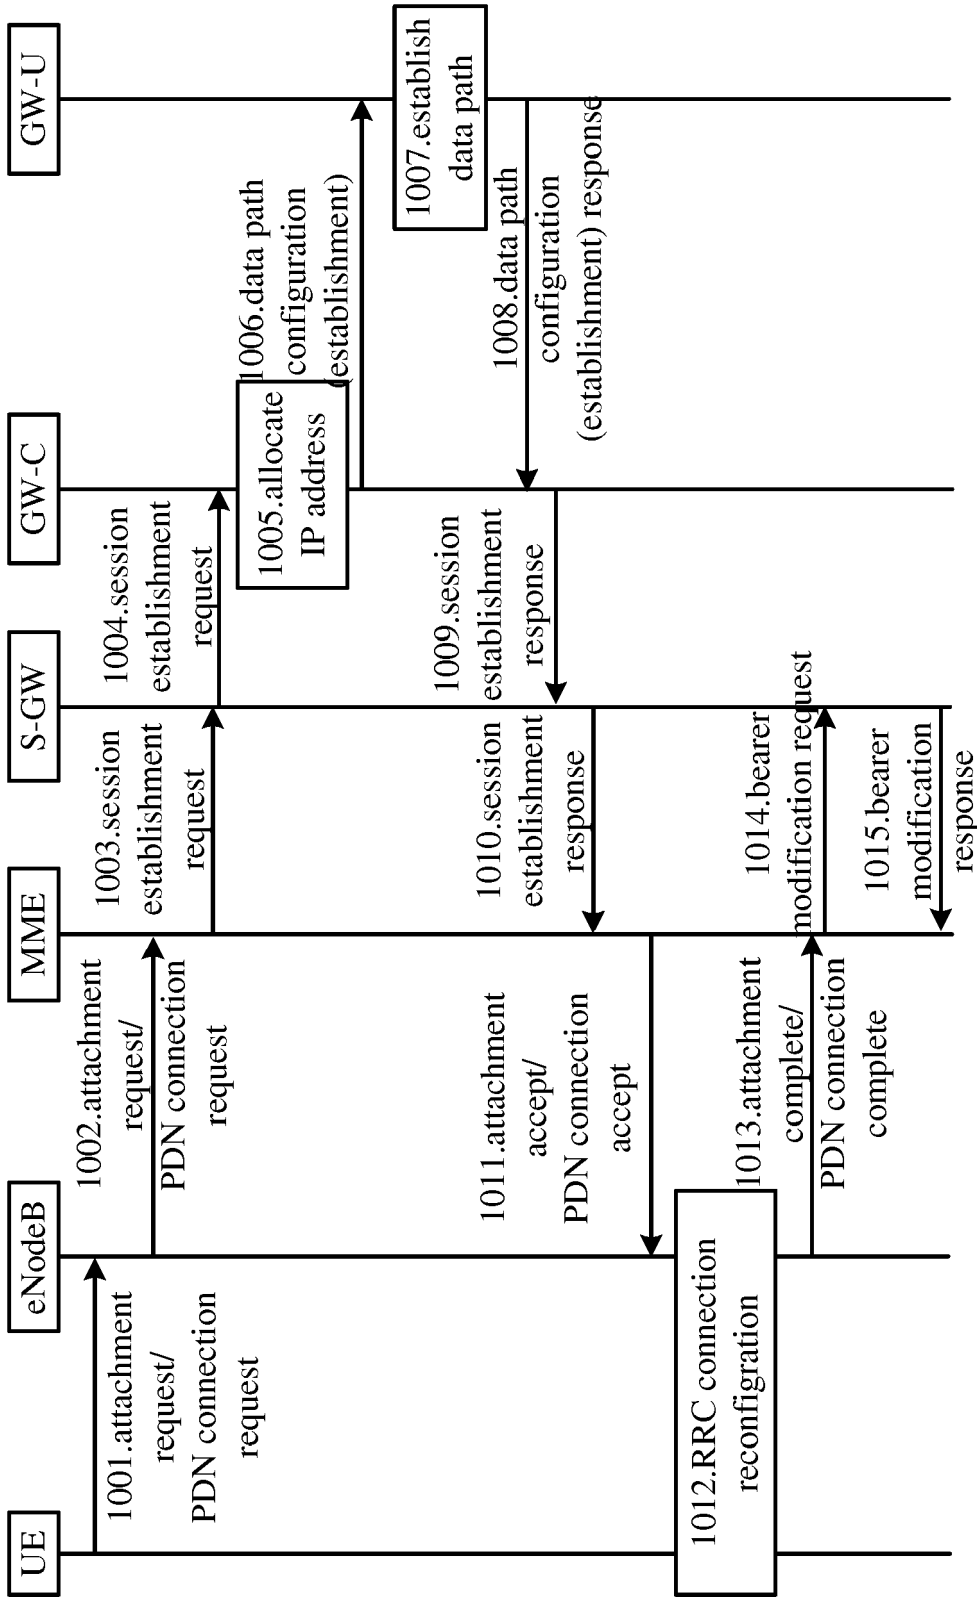 UE
eNodeB
MME
S-GW
GW-C
GW-U
1001.attachment
request/
PDN connection
request
1002.attachment
request/
PDN connection
request
1003.session
establishment
request
1004.session
establishment
request
1005.allocate
IP address
1006.data path
configuration
(establishment)
1007.establish
data path
1008.data path
configuration
(establishment) response
1009.session
establishment
response
1010.session
establishment
response
1011.attachment
accept/
PDN connection
accept
1012.RRC connection
reconfigration
1013.attachment
complete/
PDN connection
complete
1014.bearer
modification request
1015.bearer
modification
response